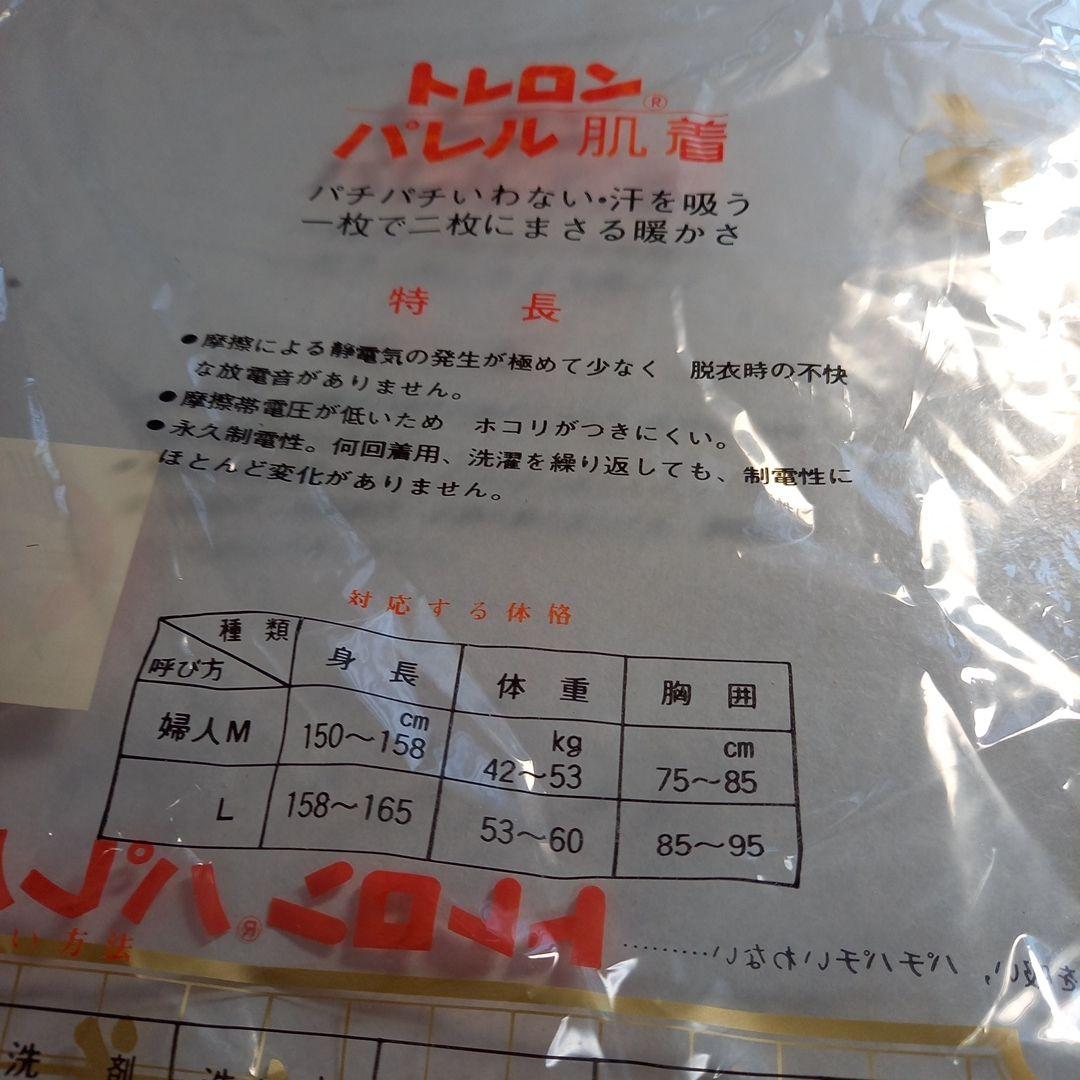 トレロン®
パレル肌着
パチパチいわない・汗を吸う
一枚で二枚にまさる暖かさ
特長
●摩擦による静電気の発生が極めて少なく 脱衣時の不快
な放電音がありません。
●摩擦帯電圧が低いため ホコリがつきにくい。
●永久制電性。何回着用、洗濯を繰り返しても、制電性に
ほとんど変化がありません。
対応する体格
種類 身長 体重 胸囲
呼び方
婦人M 150〜158 cm 42〜53 kg 75〜85 cm
L 158〜165 53〜60 85〜95
トレロンパレル®
パチパチいわない………
い方法
洗剤